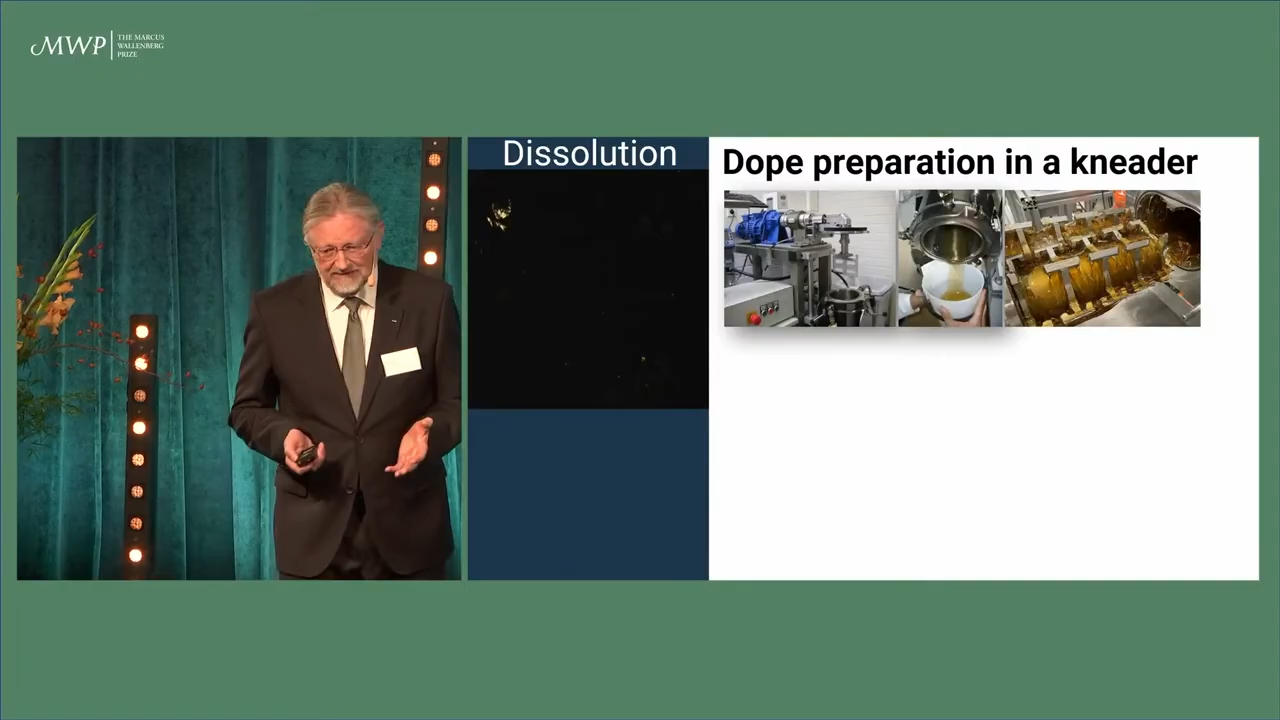 MWP
THE MARCUS
WALLENBERG
PRIZE
Dissolution
Dope preparation in a kneader